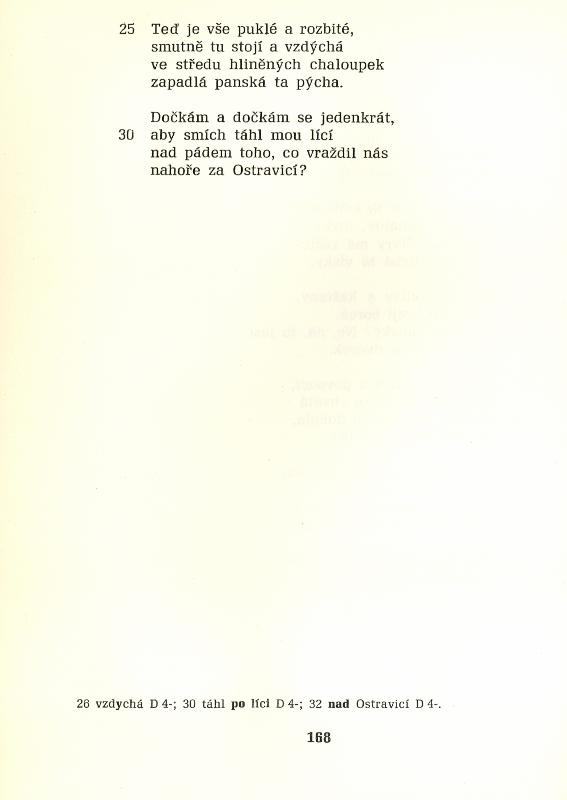 25 Teď je vše puklé a rozbité,
smutně tu stojí a vzdýchá
ve středu hliněných chaloupek
zapadlá panská ta pýcha.
Dočkám a dočkám se jedenkrát,
30 aby smích táhl mou lící
nad pádem toho, co vraždil nás
nahoře za Ostravicí?
26 vzdychá D 4-; 30 táhl po líci D 4-; 32 nad Ostravicí D 4-.
168